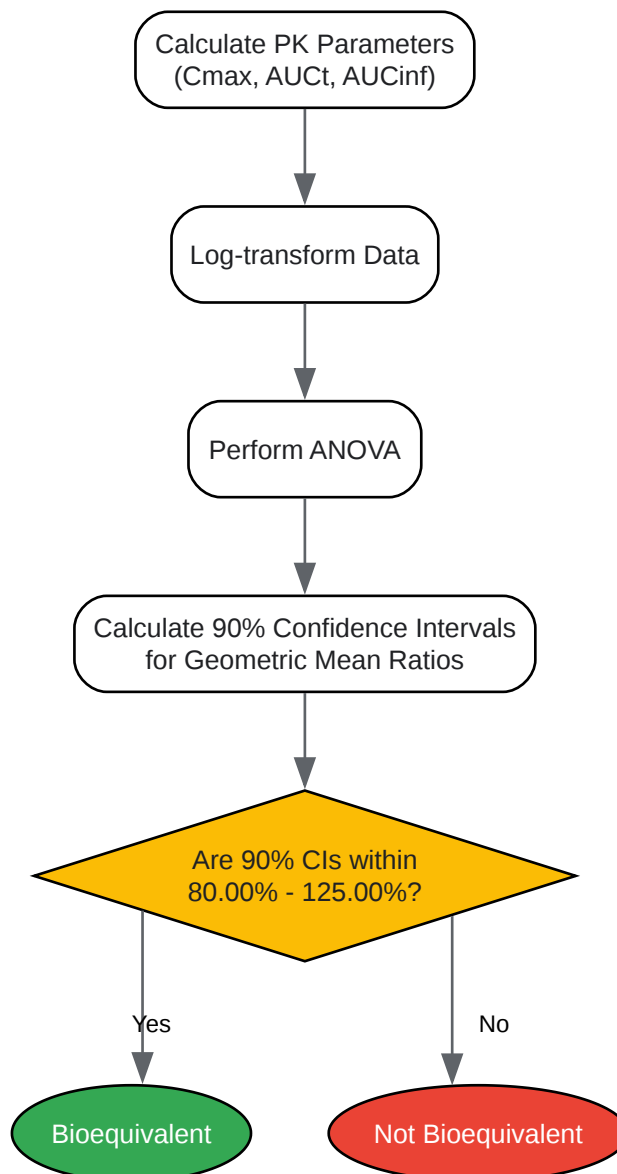 Calculate PK Parameters
(Cmax, AUCt, AUCinf)
Log-transform Data
Perform ANOVA
Calculate 90% Confidence Intervals
for Geometric Mean Ratios
Are 90% CIs within
80.00% - 125.00%?
Yes
No
Bioequivalent
Not Bioequivalent